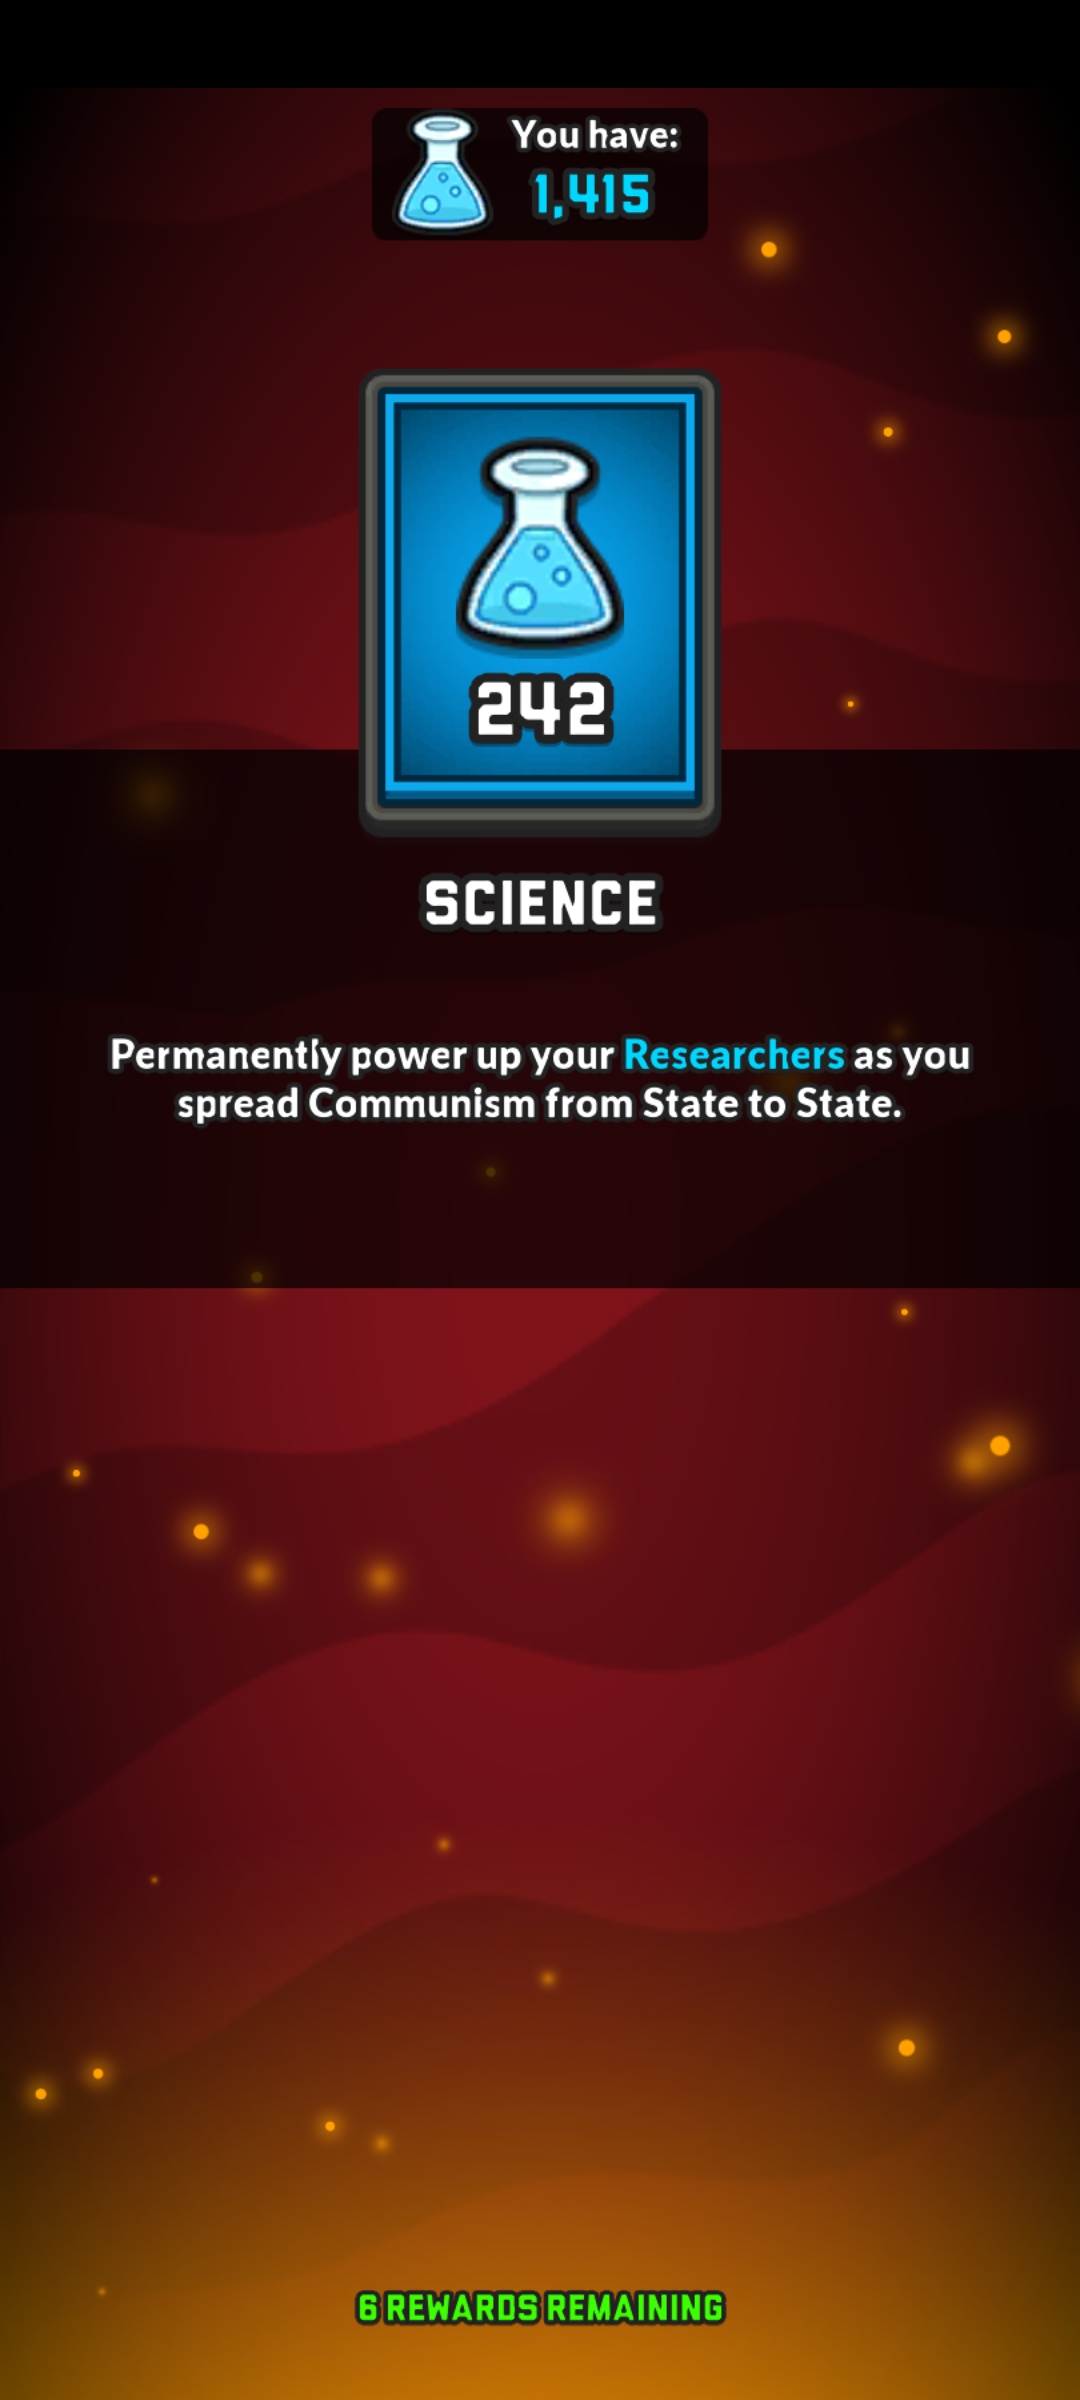 You have:
1,415
242
SCIENCE
Permanently power up your Researchers as you
spread Communism from State to State.
6 REWARDS REMAINING